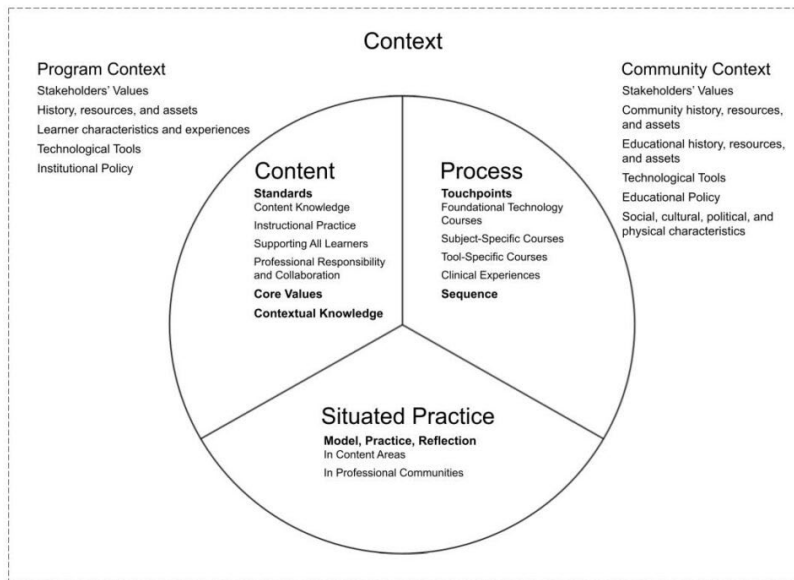 Context
Program Context
Stakeholders' Values
History, resources, and assets
Learner characteristics and experiences
Technological Tools
Institutional Policy
Community Context
Stakeholders' Values
Community history, resources,
and assets
Educational history, resources,
and assets
Technological Tools
Educational Policy
Social, cultural, political, and
physical characteristics
Content
Standards
Content Knowledge
Instructional Practice
Supporting All Learners
Professional Responsibility
and Collaboration
Core Values
Contextual Knowledge
Process
Touchpoints
Foundational Technology
Courses
Subject-Specific Courses
Tool-Specific Courses
Clinical Experiences
Sequence
Situated Practice
Model, Practice, Reflection
In Content Areas
In Professional Communities